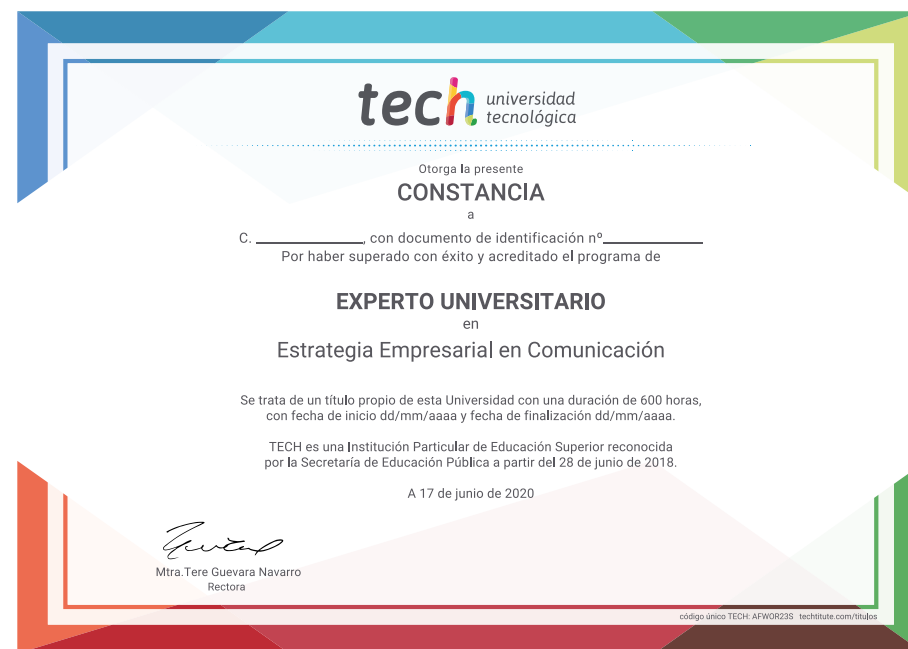 tech universidad
tecnológica
Otorga la presente
CONSTANCIA
a
C. ______________, con documento de identificación nº_____________
Por haber superado con éxito y acreditado el programa de
EXPERTO UNIVERSITARIO
en
Estrategia Empresarial en Comunicación
Se trata de un título propio de esta Universidad con una duración de 600 horas,
con fecha de inicio dd/mm/aaaa y fecha de finalización dd/mm/aaaa.
TECH es una Institución Particular de Educación Superior reconocida
por la Secretaría de Educación Pública a partir del 28 de junio de 2018.
A 17 de junio de 2020
Mtra.Tere Guevara Navarro
Rectora
código único TECH: AFWOR23S techtitute.com/titulos